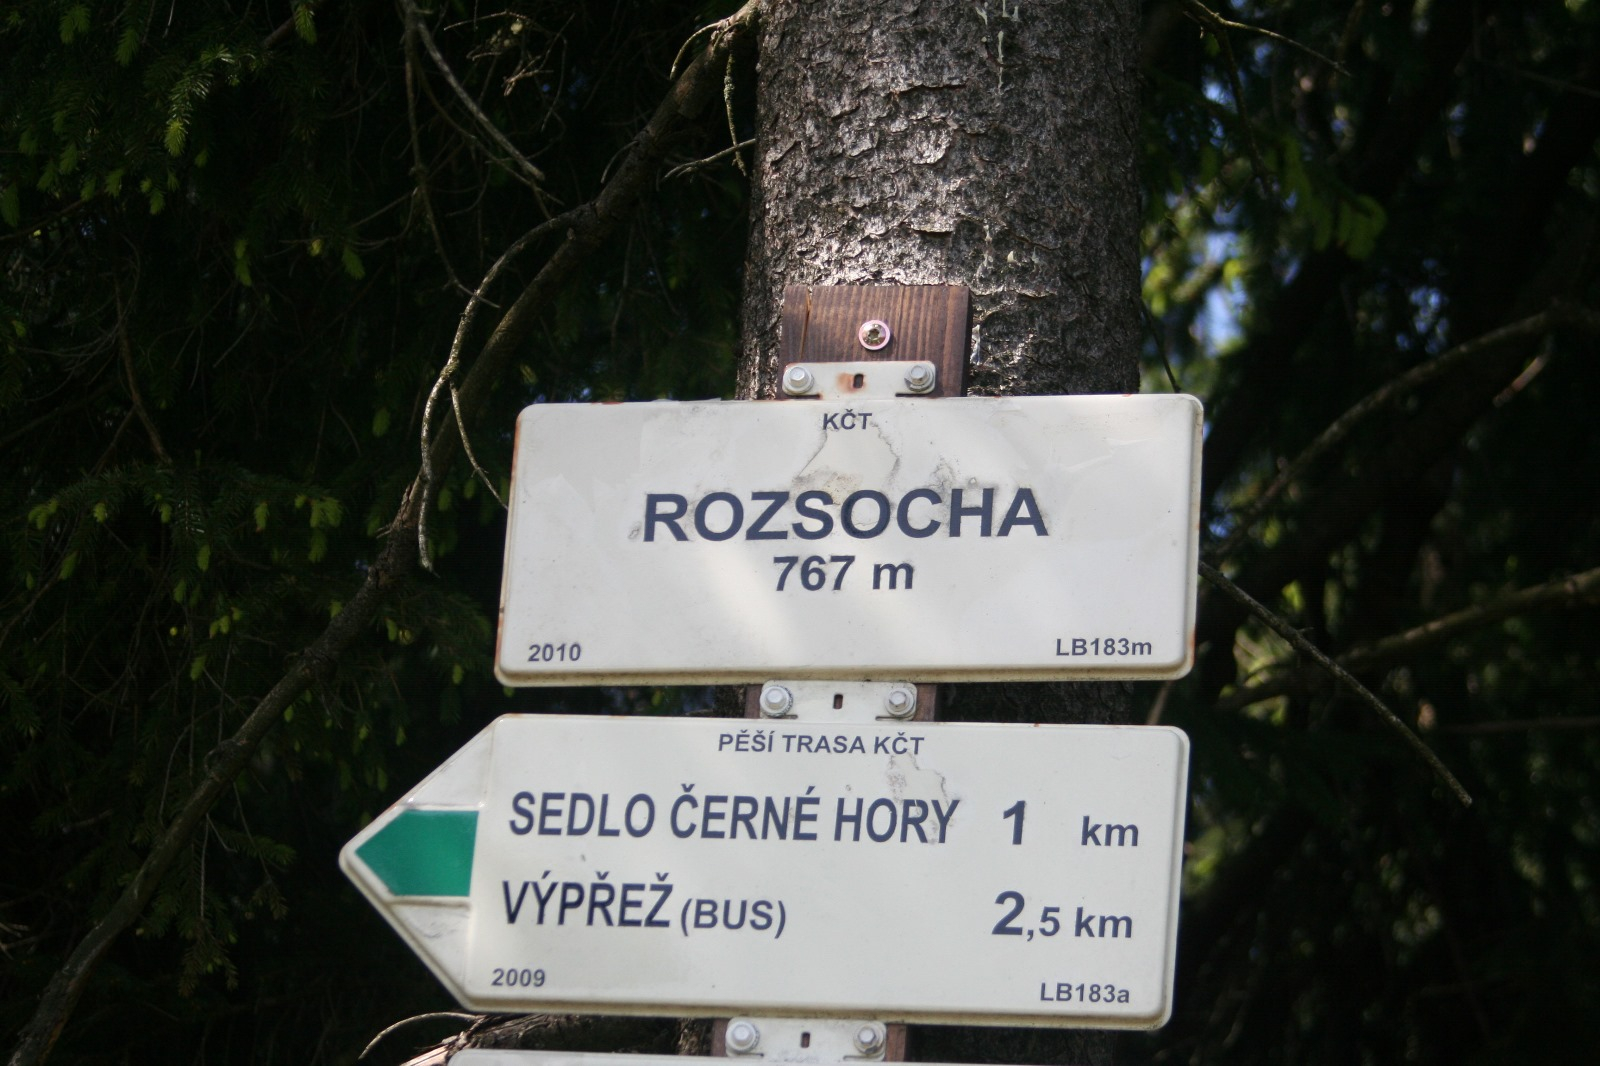 KČT
ROZSOCHA
767 m
2010 LB183m
PĚŠÍ TRASA KČT
SEDLO ČERNÉ HORY 1 km
VÝPŘEŽ (BUS) 2,5 km
2009 LB183a